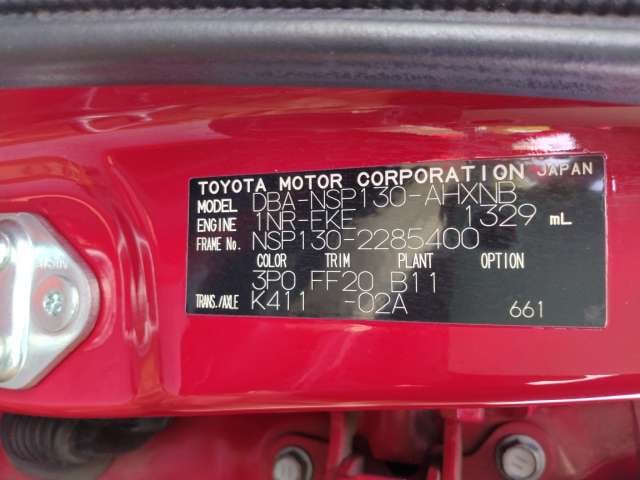 TOYOTA MOTOR CORPORATION JAPAN
MODEL DBA-NSP130-AHXNB
ENGINE 1NR-FKE 1329 mL
FRAME No. NSP130-2285400
COLOR TRIM PLANT OPTION
3P0 FF20 B11
TRANS./AXLE K411 -02A
661